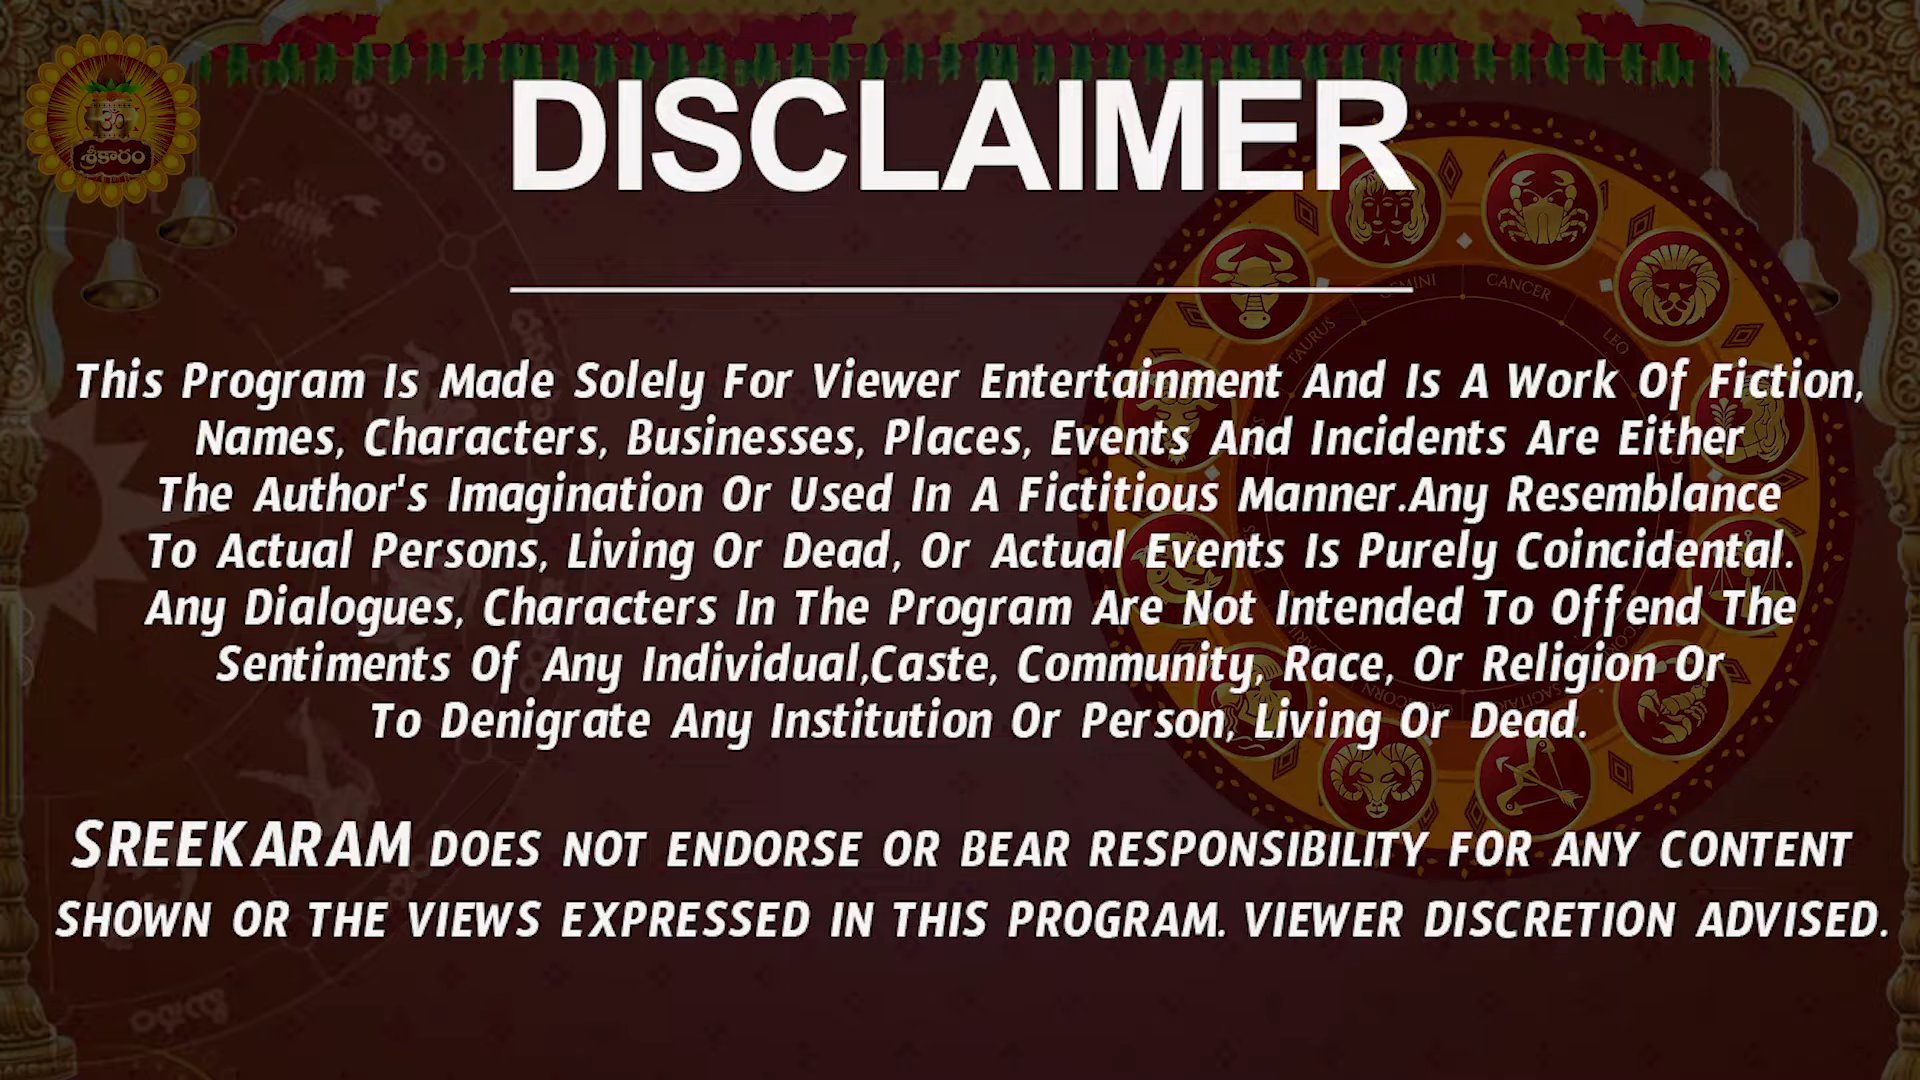 శ్రీకారం
DISCLAIMER
GEMINI
CANCER
TAURUS
LEO
This Program Is Made Solely For Viewer Entertainment And Is A Work Of Fiction,
Names, Characters, Businesses, Places, Events And Incidents Are Either
The Author's Imagination Or Used In A Fictitious Manner.Any Resemblance
To Actual Persons, Living Or Dead, Or Actual Events Is Purely Coincidental.
Any Dialogues, Characters In The Program Are Not Intended To Offend The
Sentiments Of Any Individual,Caste, Community, Race, Or Religion Or
To Denigrate Any Institution Or Person, Living Or Dead.
SREEKARAM DOES NOT ENDORSE OR BEAR RESPONSIBILITY FOR ANY CONTENT
SHOWN OR THE VIEWS EXPRESSED IN THIS PROGRAM. VIEWER DISCRETION ADVISED.